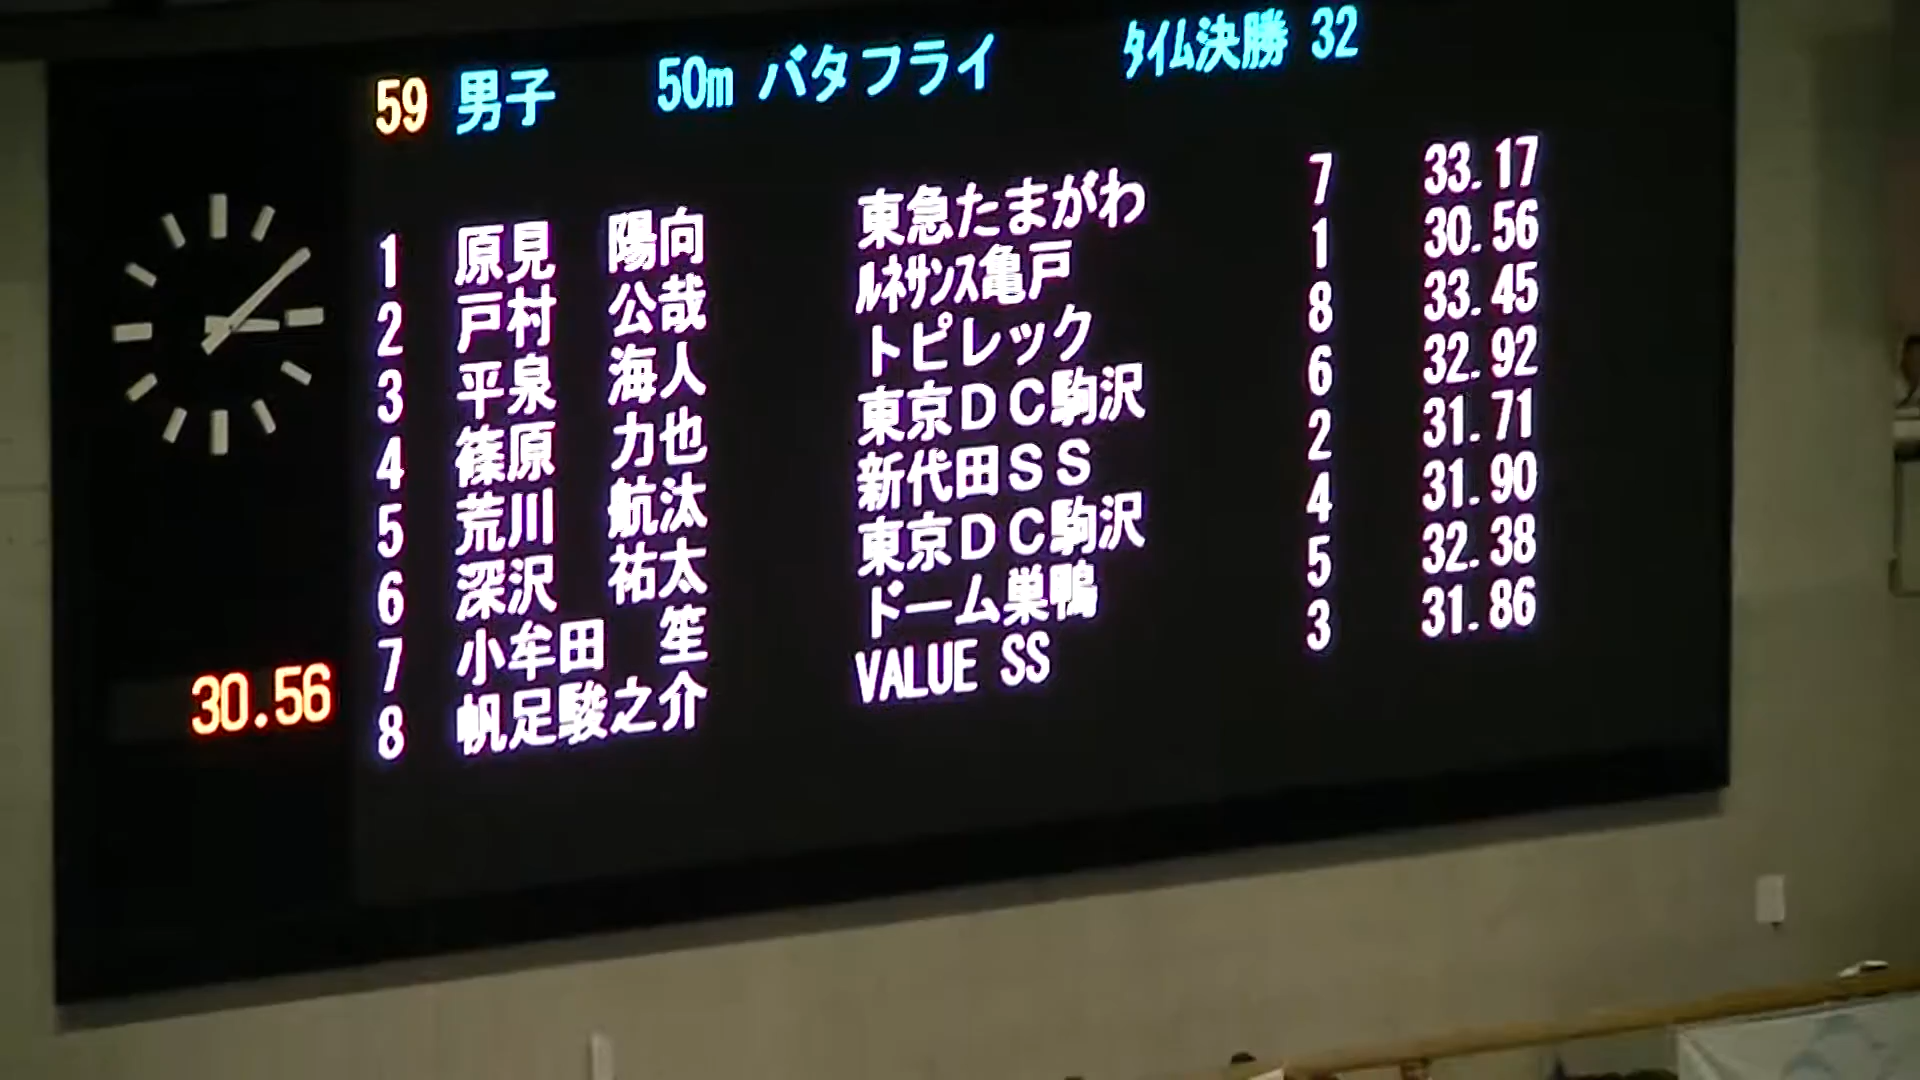 59 男子 50m バタフライ ﾀｲﾑ決勝 32
1 原見 陽向 東急たまがわ 7 33.17
2 戸村 公哉 ﾙﾈｻﾝｽ亀戸 1 30.56
3 平泉 海人 トピレック 8 33.45
4 篠原 力也 東京ＤＣ駒沢 6 32.92
5 荒川 航汰 新代田ＳＳ 2 31.71
6 深沢 祐太 東京ＤＣ駒沢 4 31.90
7 小牟田 笙 ドーム巣鴨 5 32.38
8 帆足駿之介 VALUE SS 3 31.86
30.56